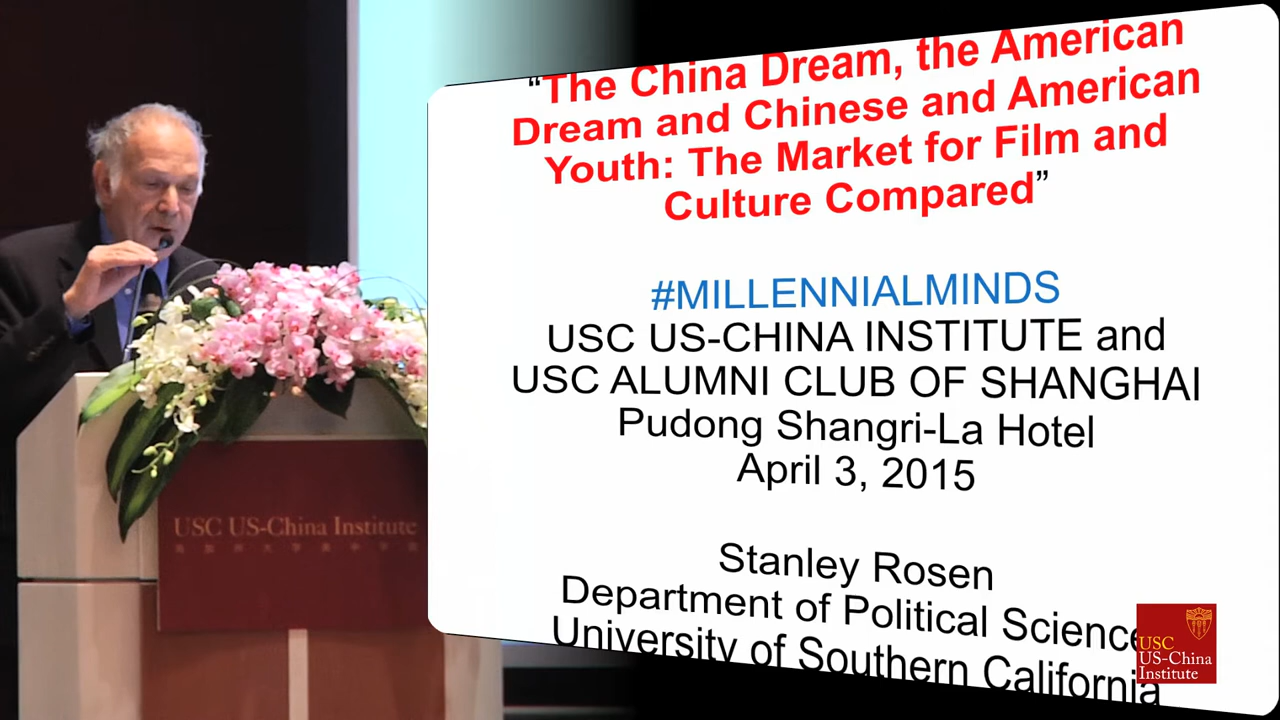 “The China Dream, the American
Dream and Chinese and American
Youth: The Market for Film and
Culture Compared”
#MILLENNIALMINDS
USC US-CHINA INSTITUTE and
USC ALUMNI CLUB OF SHANGHAI
Pudong Shangri-La Hotel
April 3, 2015
Stanley Rosen
Department of Political Science
University of Southern California
USC US-China Institute
USC
US-China
Institute